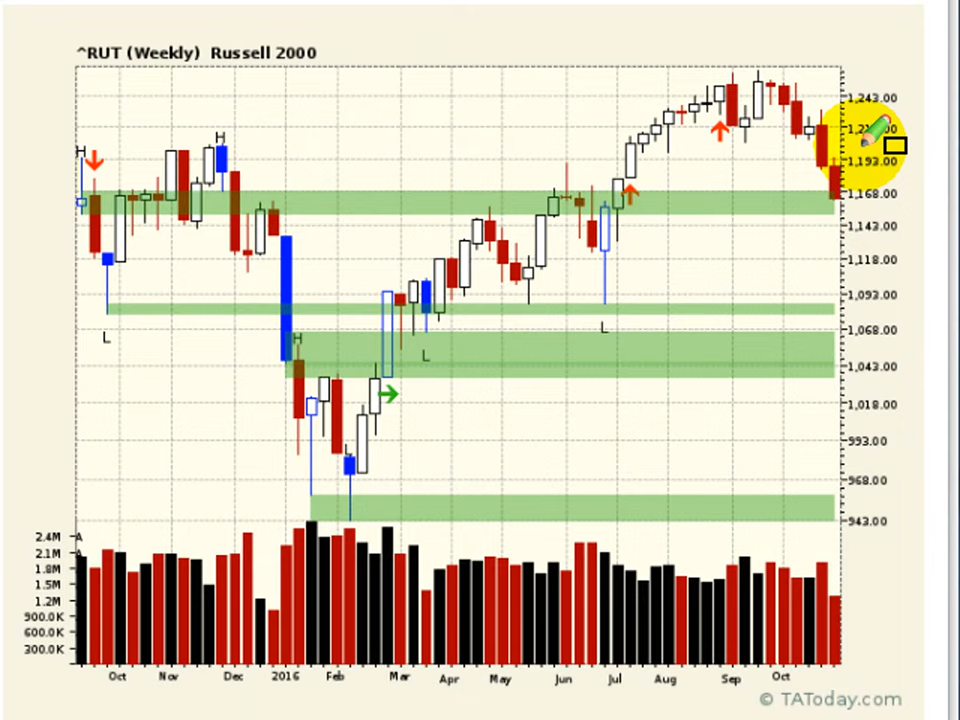 ^RUT (Weekly) Russell 2000
H
H
H
L
L
L
L
1,243.00
1,193.00
1,168.00
1,143.00
1,118.00
1,093.00
1,068.00
1,043.00
1,018.00
993.00
968.00
943.00
2.4M
2.1M
1.8M
1.5M
1.2M
900.0K
600.0K
300.0K
Oct Nov Dec 2016 Feb Mar Apr May Jun Jul Aug Sep Oct
© TAToday.com